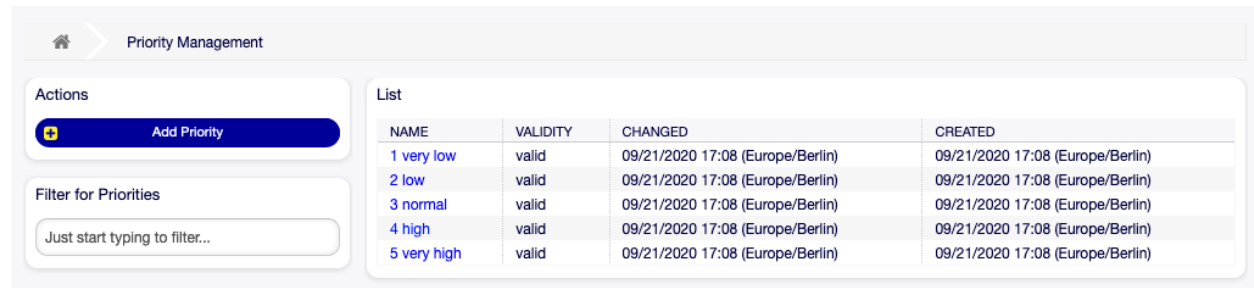 Priority Management
Actions
Add Priority
Filter for Priorities
Just start typing to filter...
List
NAME VALIDITY CHANGED CREATED
1 very low valid 09/21/2020 17:08 (Europe/Berlin) 09/21/2020 17:08 (Europe/Berlin)
2 low valid 09/21/2020 17:08 (Europe/Berlin) 09/21/2020 17:08 (Europe/Berlin)
3 normal valid 09/21/2020 17:08 (Europe/Berlin) 09/21/2020 17:08 (Europe/Berlin)
4 high valid 09/21/2020 17:08 (Europe/Berlin) 09/21/2020 17:08 (Europe/Berlin)
5 very high valid 09/21/2020 17:08 (Europe/Berlin) 09/21/2020 17:08 (Europe/Berlin)